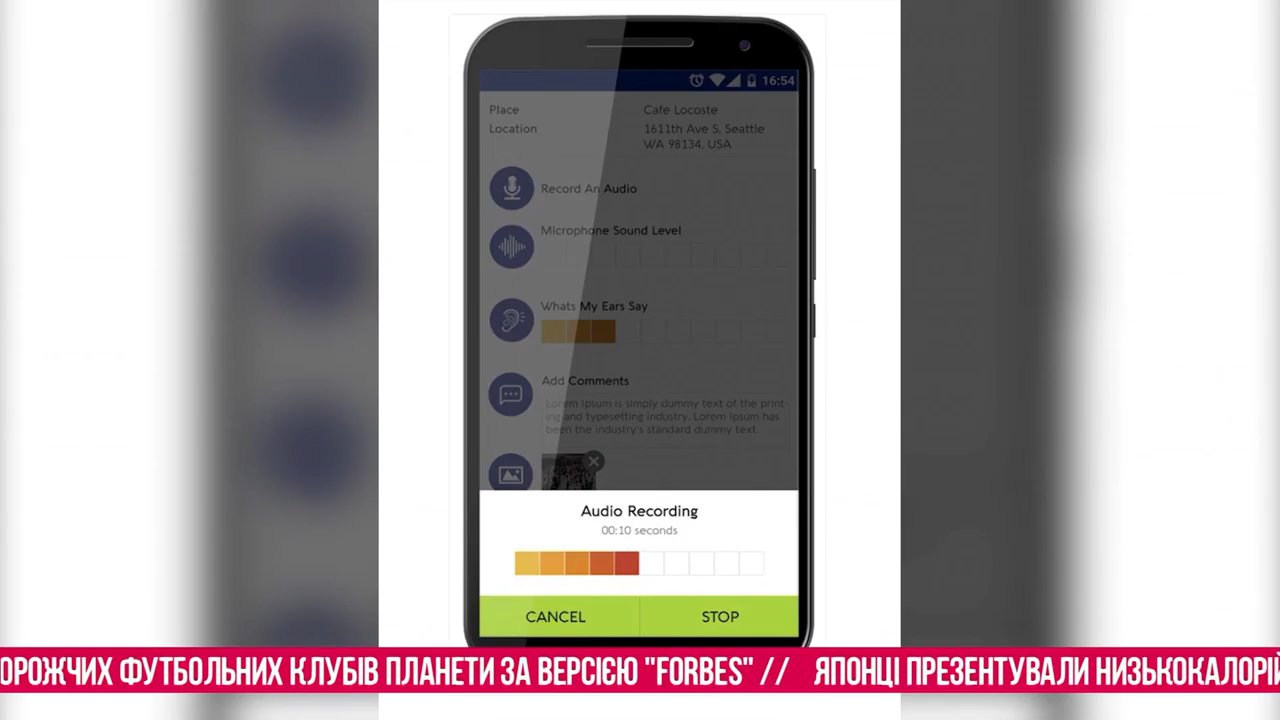 16:54
Place
Cafe Locoste
Location
1611th Ave S, Seattle
WA 98134, USA
Record An Audio
Microphone Sound Level
Whats My Ears Say
Add Comments
Lorem Ipsum is simply dummy text of the print-
ing and typesetting industry. Lorem Ipsum has
been the industry's standard dummy text.
Audio Recording
00:10 seconds
CANCEL
STOP
ОРОЖЧИХ ФУТБОЛЬНИХ КЛУБІВ ПЛАНЕТИ ЗА ВЕРСІЄЮ "FORBES" // ЯПОНЦІ ПРЕЗЕНТУВАЛИ НИЗЬКОКАЛОРІЙ